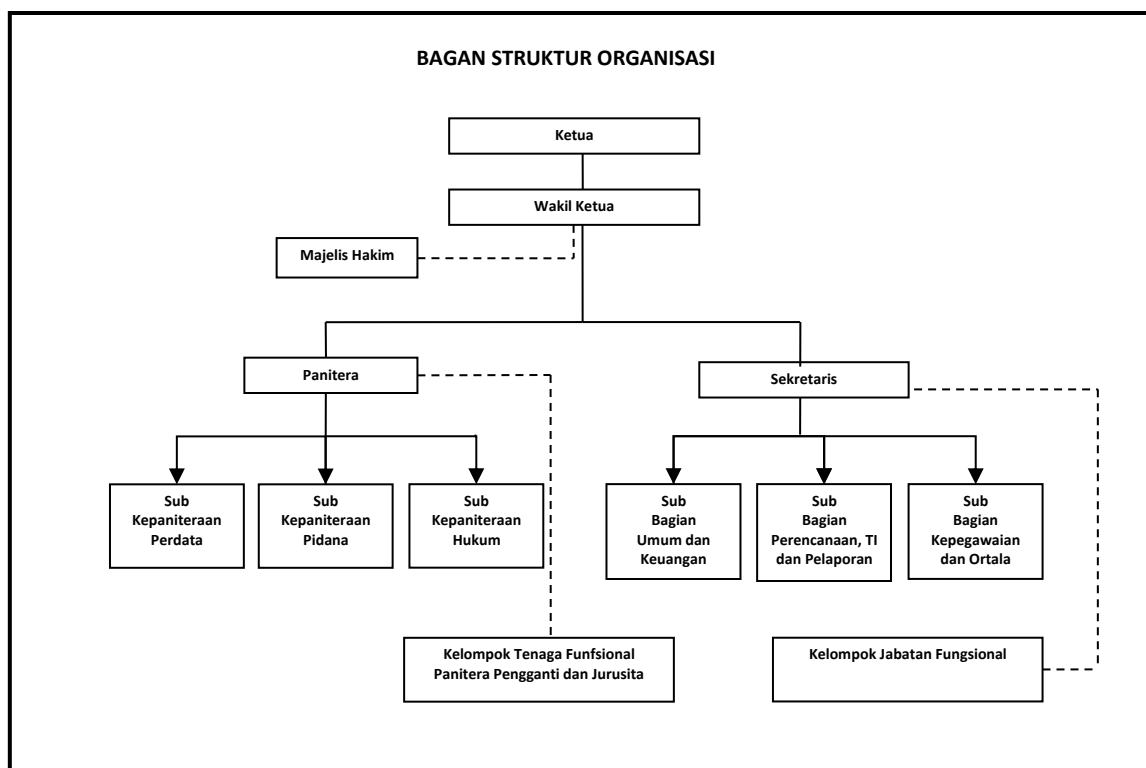 BAGAN STRUKTUR ORGANISASI
Ketua
Wakil Ketua
Majelis Hakim
Panitera
Sekretaris
Sub
Kepaniteraan
Perdata
Sub
Kepaniteraan
Pidana
Sub
Kepaniteraan
Hukum
Sub
Bagian
Umum dan
Keuangan
Sub
Bagian
Perencanaan, TI
dan Pelaporan
Sub
Bagian
Kepegawaian
dan Ortala
Kelompok Tenaga Funfsional
Panitera Pengganti dan Jurusita
Kelompok Jabatan Fungsional